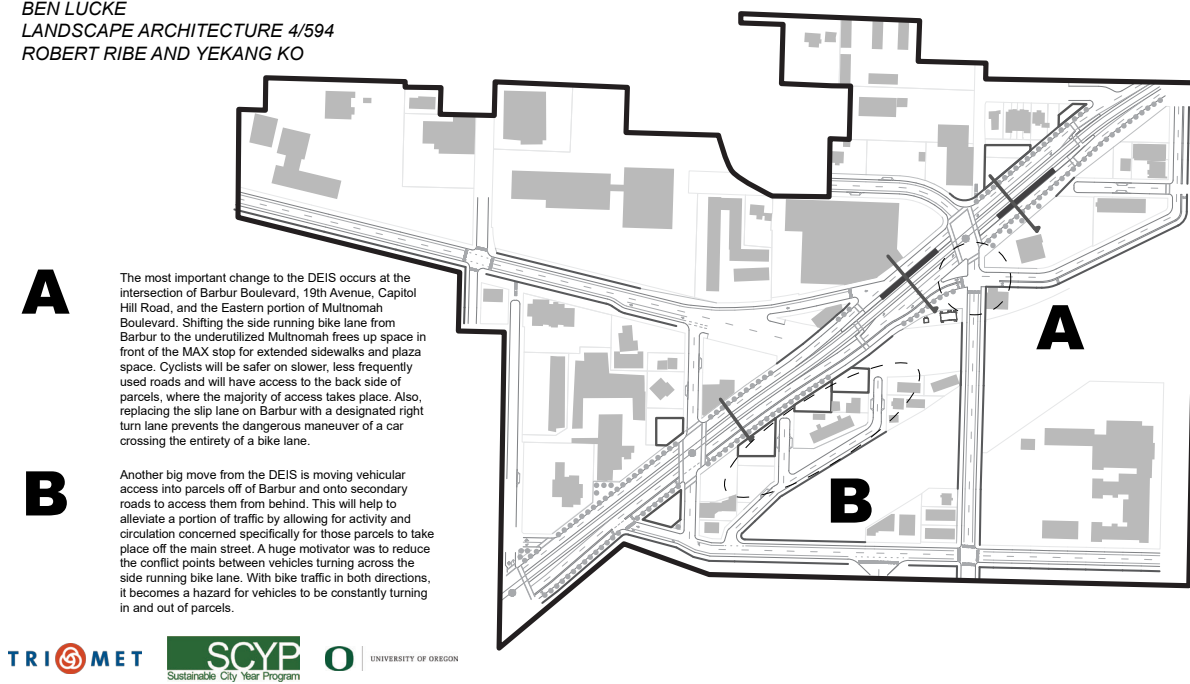 BEN LUCKE
LANDSCAPE ARCHITECTURE 4/594
ROBERT RIBE AND YEKANG KO
A
The most important change to the DEIS occurs at the
intersection of Barbur Boulevard, 19th Avenue, Capitol
Hill Road, and the Eastern portion of Multnomah
Boulevard. Shifting the side running bike lane from
Barbur to the underutilized Multnomah frees up space in
front of the MAX stop for extended sidewalks and plaza
space. Cyclists will be safer on slower, less frequently
used roads and will have access to the back side of
parcels, where the majority of access takes place. Also,
replacing the slip lane on Barbur with a designated right
turn lane prevents the dangerous maneuver of a car
crossing the entirety of a bike lane.
B
Another big move from the DEIS is moving vehicular
access into parcels off of Barbur and onto secondary
roads to access them from behind. This will help to
alleviate a portion of traffic by allowing for activity and
circulation concerned specifically for those parcels to take
place off the main street. A huge motivator was to reduce
the conflict points between vehicles turning across the
side running bike lane. With bike traffic in both directions,
it becomes a hazard for vehicles to be constantly turning
in and out of parcels.
A
B
TRI MET
SCYP
Sustainable City Year Program
O
UNIVERSITY OF OREGON